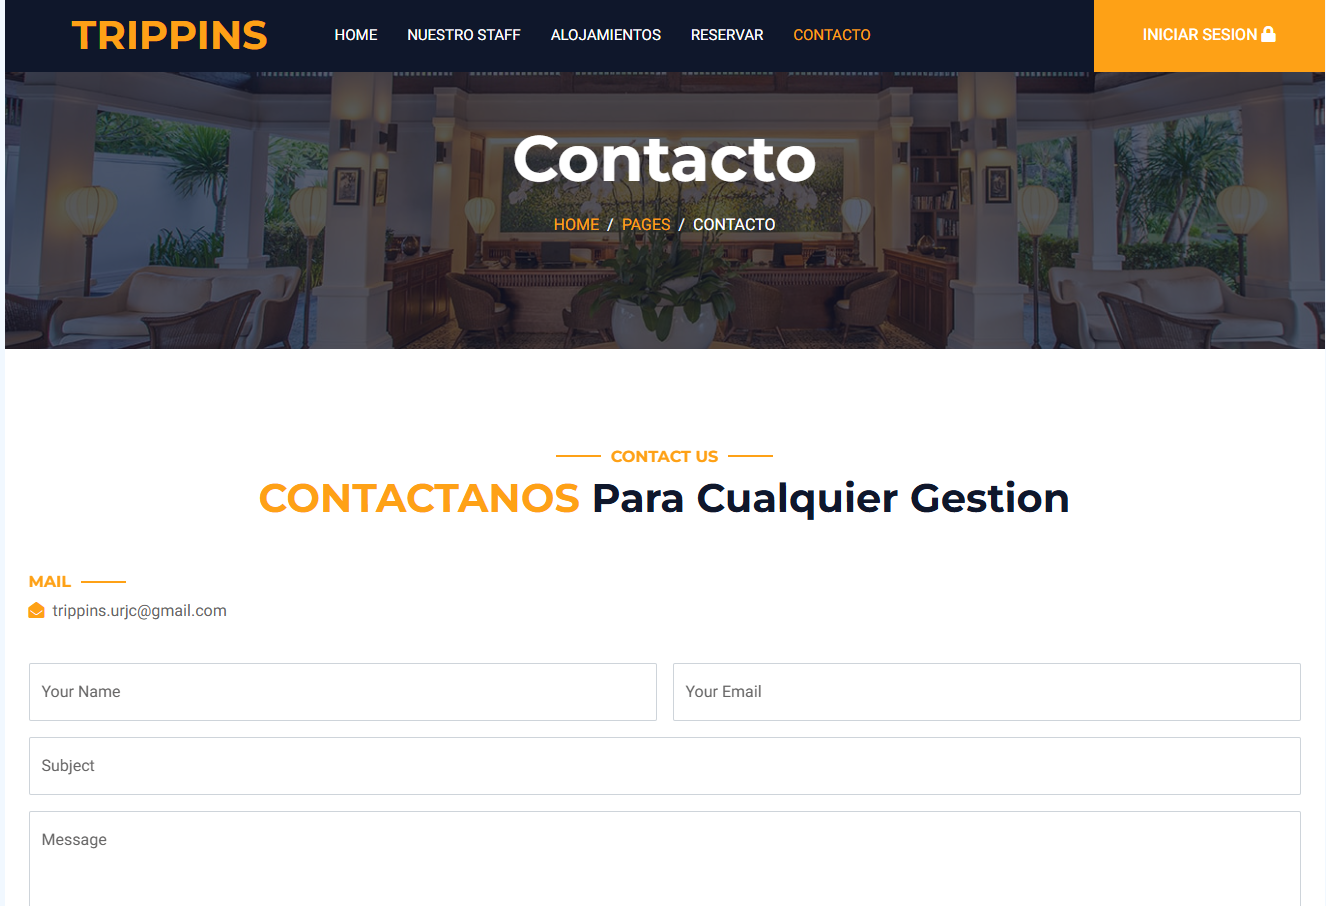 TRIPPINS HOME NUESTRO STAFF ALOJAMIENTOS RESERVAR CONTACTO INICIAR SESION
Contacto
HOME / PAGES / CONTACTO
CONTACT US
CONTACTANOS Para Cualquier Gestion
MAIL
trippins.urjc@gmail.com
Your Name Your Email
Subject
Message